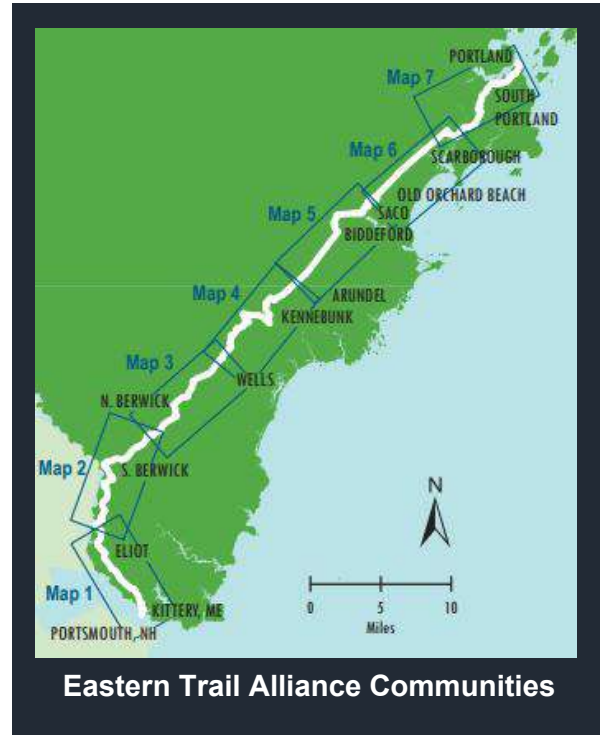 PORTLAND
Map 7
SOUTH
PORTLAND
Map 6
SCARBOROUGH
OLD ORCHARD BEACH
Map 5
SACO
BIDDEFORD
Map 4
ARUNDEL
KENNEBUNK
Map 3
WELLS
N. BERWICK
Map 2
S. BERWICK
N
ELIOT
Map 1
KITTERY, ME
0 5 10
Miles
PORTSMOUTH, NH
Eastern Trail Alliance Communities